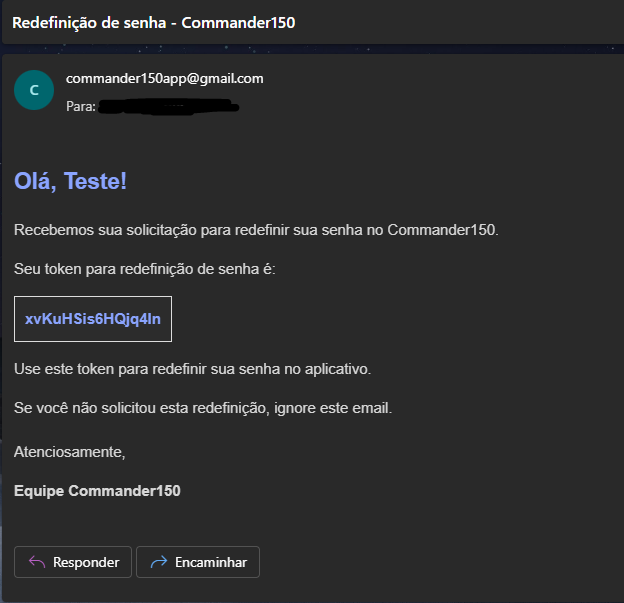 Redefinição de senha - Commander150
C
commander150app@gmail.com
Para:
Olá, Teste!
Recebemos sua solicitação para redefinir sua senha no Commander150.
Seu token para redefinição de senha é:
xvKuHSis6HQjq4In
Use este token para redefinir sua senha no aplicativo.
Se você não solicitou esta redefinição, ignore este email.
Atenciosamente,
Equipe Commander150
Responder
Encaminhar